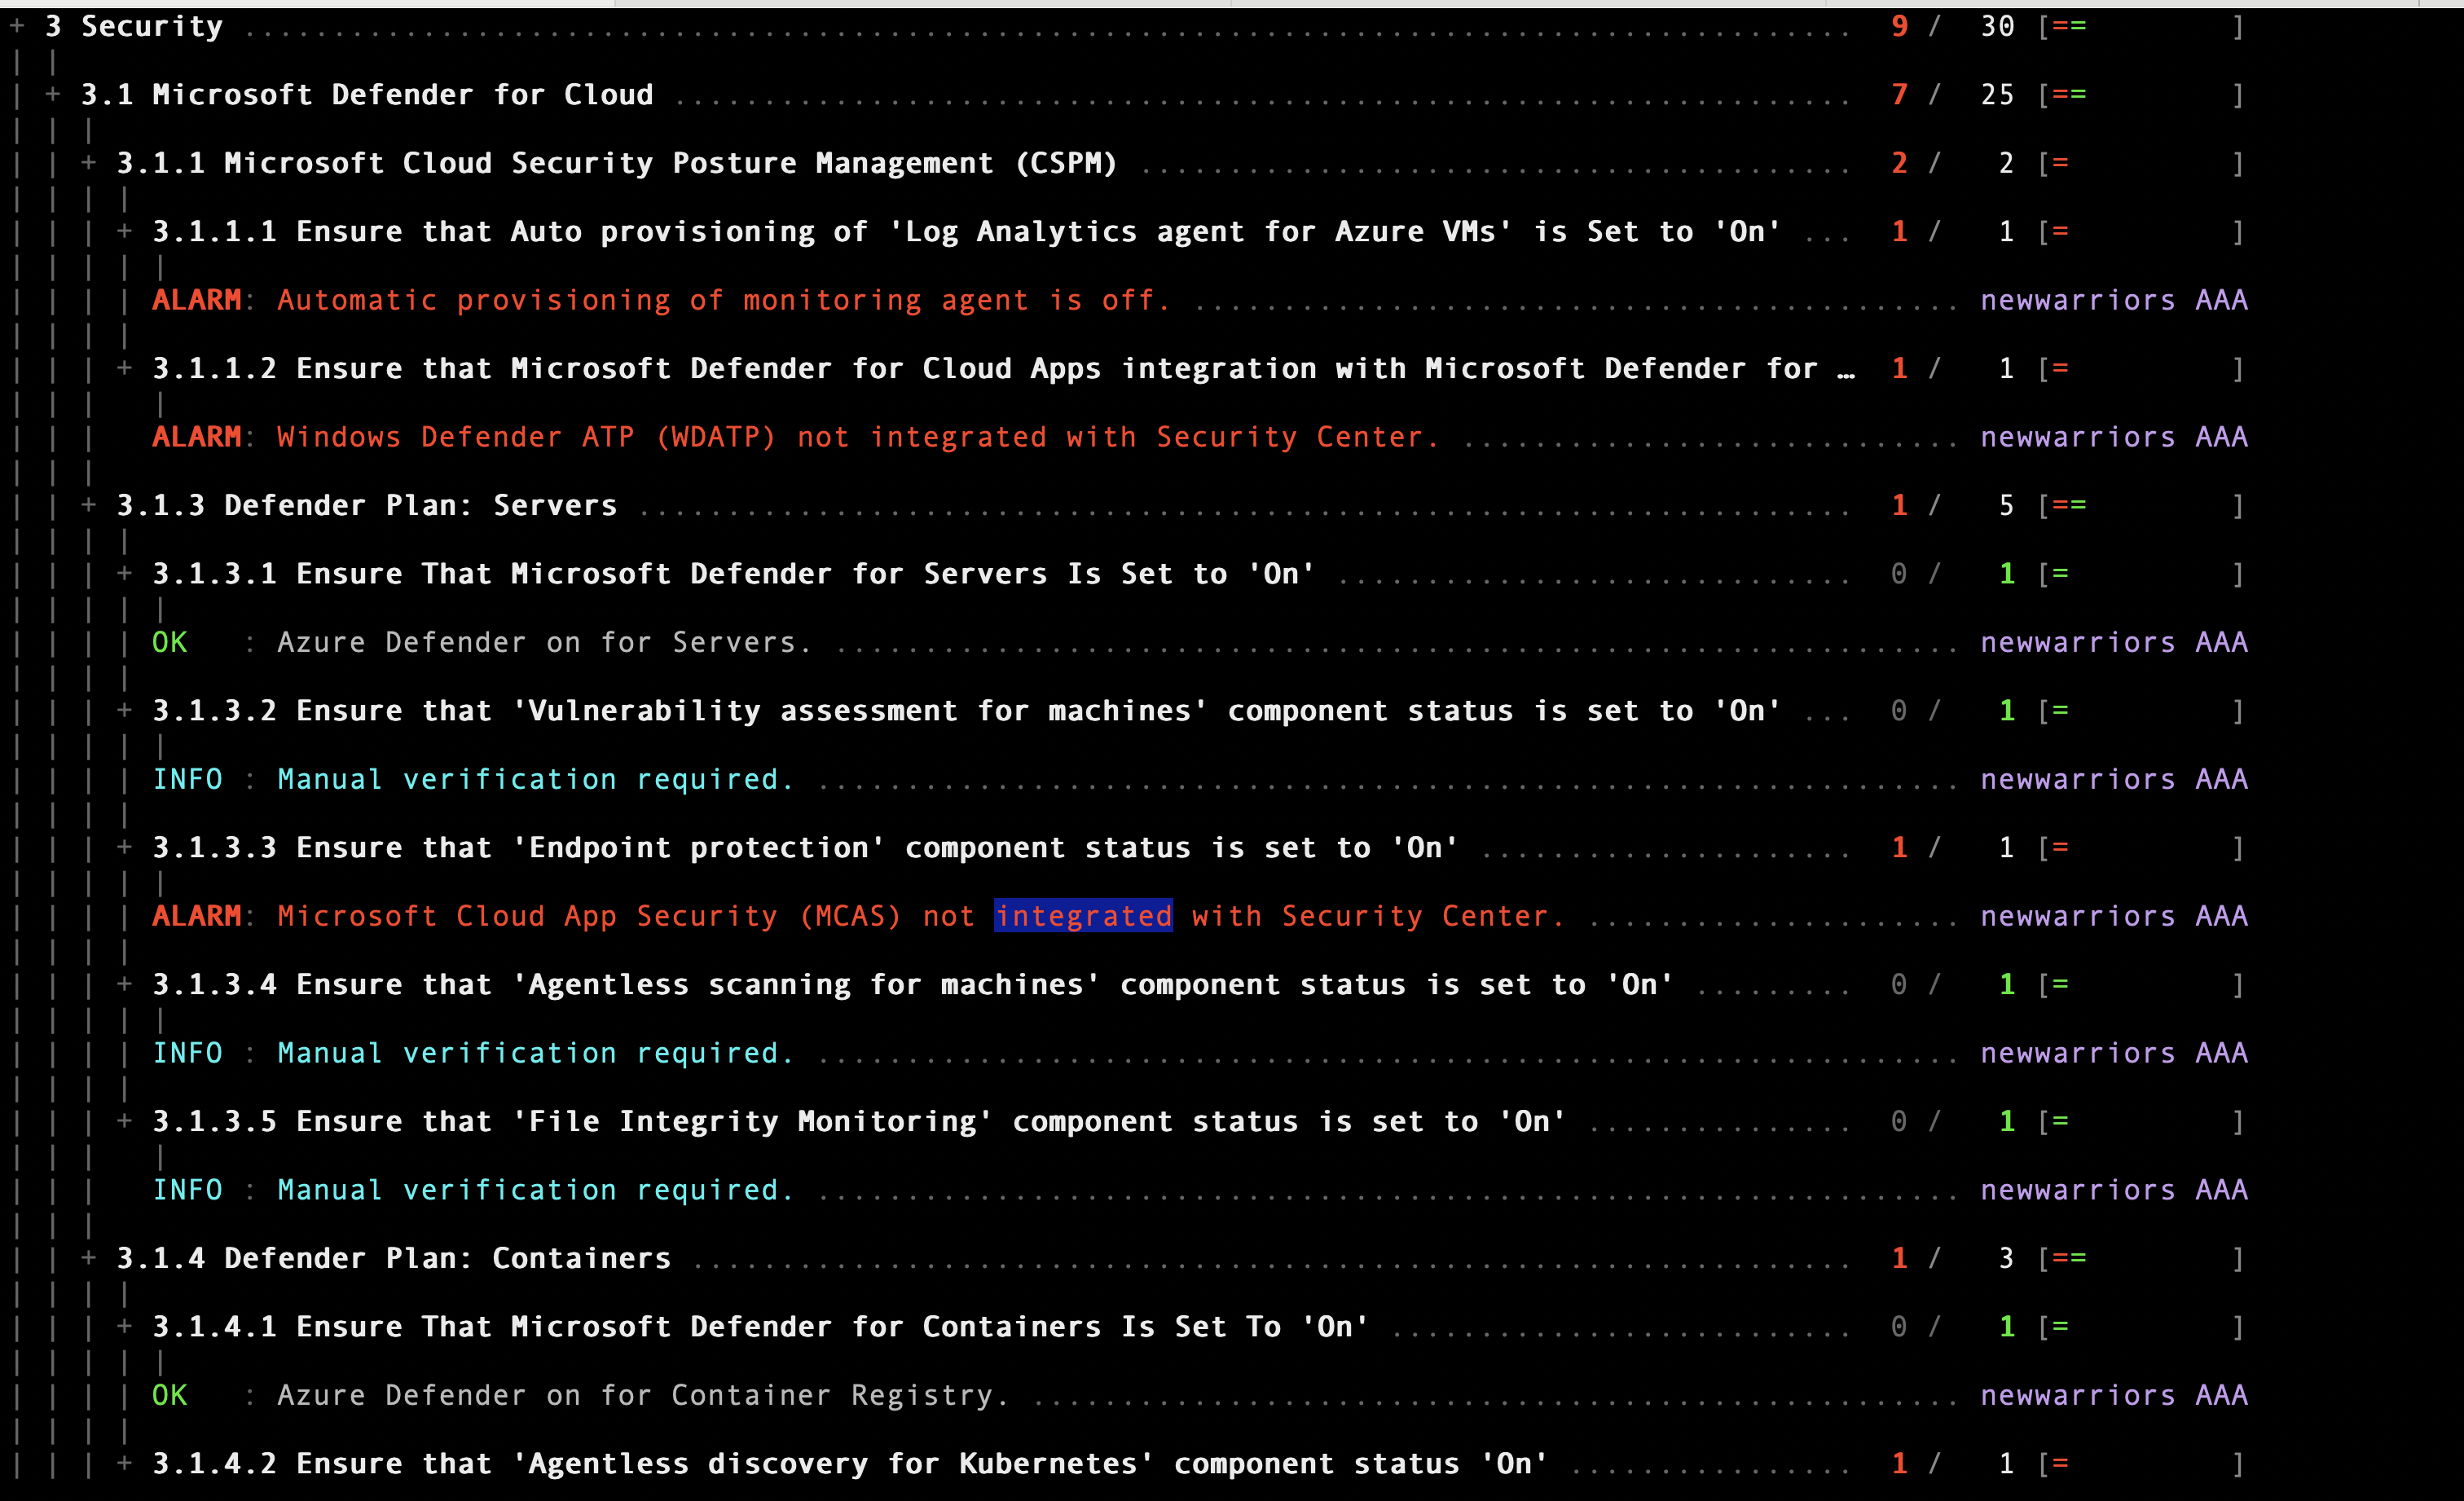 + 3 Security ........................................................................................ 9 / 30 [== ]
| |
| + 3.1 Microsoft Defender for Cloud ................................................................. 7 / 25 [== ]
| | |
| | + 3.1.1 Microsoft Cloud Security Posture Management (CSPM) ....................................... 2 / 2 [= ]
| | | |
| | | + 3.1.1.1 Ensure that Auto provisioning of 'Log Analytics agent for Azure VMs' is Set to 'On' ... 1 / 1 [= ]
| | | | |
| | | | ALARM: Automatic provisioning of monitoring agent is off. ........................................... newwarriors AAA
| | | |
| | | + 3.1.1.2 Ensure that Microsoft Defender for Cloud Apps integration with Microsoft Defender for … 1 / 1 [= ]
| | | |
| | | ALARM: Windows Defender ATP (WDATP) not integrated with Security Center. ............................ newwarriors AAA
| | |
| | + 3.1.3 Defender Plan: Servers ................................................................... 1 / 5 [== ]
| | | |
| | | + 3.1.3.1 Ensure That Microsoft Defender for Servers Is Set to 'On' ............................. 0 / 1 [= ]
| | | | |
| | | | OK : Azure Defender on for Servers. ............................................................... newwarriors AAA
| | | |
| | | + 3.1.3.2 Ensure that 'Vulnerability assessment for machines' component status is set to 'On' ... 0 / 1 [= ]
| | | | |
| | | | INFO : Manual verification required. ................................................................ newwarriors AAA
| | | |
| | | + 3.1.3.3 Ensure that 'Endpoint protection' component status is set to 'On' ..................... 1 / 1 [= ]
| | | | |
| | | | ALARM: Microsoft Cloud App Security (MCAS) not integrated with Security Center. ..................... newwarriors AAA
| | | |
| | | + 3.1.3.4 Ensure that 'Agentless scanning for machines' component status is set to 'On' ......... 0 / 1 [= ]
| | | | |
| | | | INFO : Manual verification required. ................................................................ newwarriors AAA
| | | |
| | | + 3.1.3.5 Ensure that 'File Integrity Monitoring' component status is set to 'On' ............... 0 / 1 [= ]
| | | |
| | | INFO : Manual verification required. ................................................................ newwarriors AAA
| | |
| | + 3.1.4 Defender Plan: Containers ................................................................ 1 / 3 [== ]
| | | |
| | | + 3.1.4.1 Ensure That Microsoft Defender for Containers Is Set To 'On' .......................... 0 / 1 [= ]
| | | | |
| | | | OK : Azure Defender on for Container Registry. .................................................... newwarriors AAA
| | | |
| | | + 3.1.4.2 Ensure that 'Agentless discovery for Kubernetes' component status 'On' ................ 1 / 1 [= ]